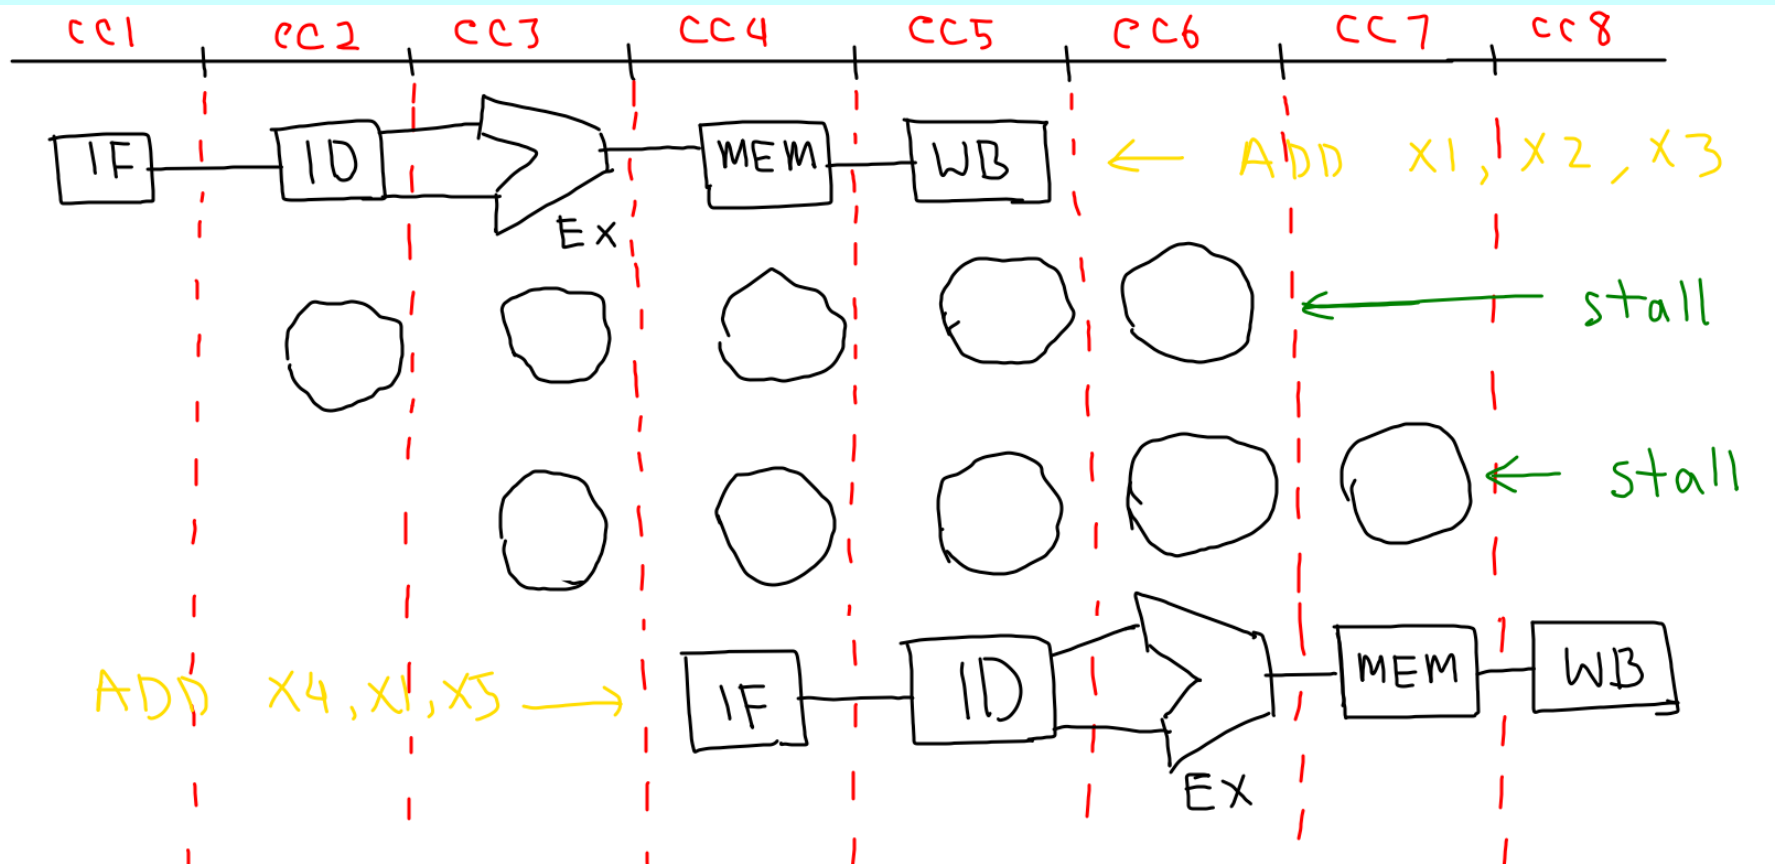 CC1 CC2 CC3 CC4 CC5 CC6 CC7 CC8
IF ID MEM WB ← ADD X1, X2, X3
EX
← stall
← stall
ADD X4, X1, X5 → IF ID MEM WB
EX